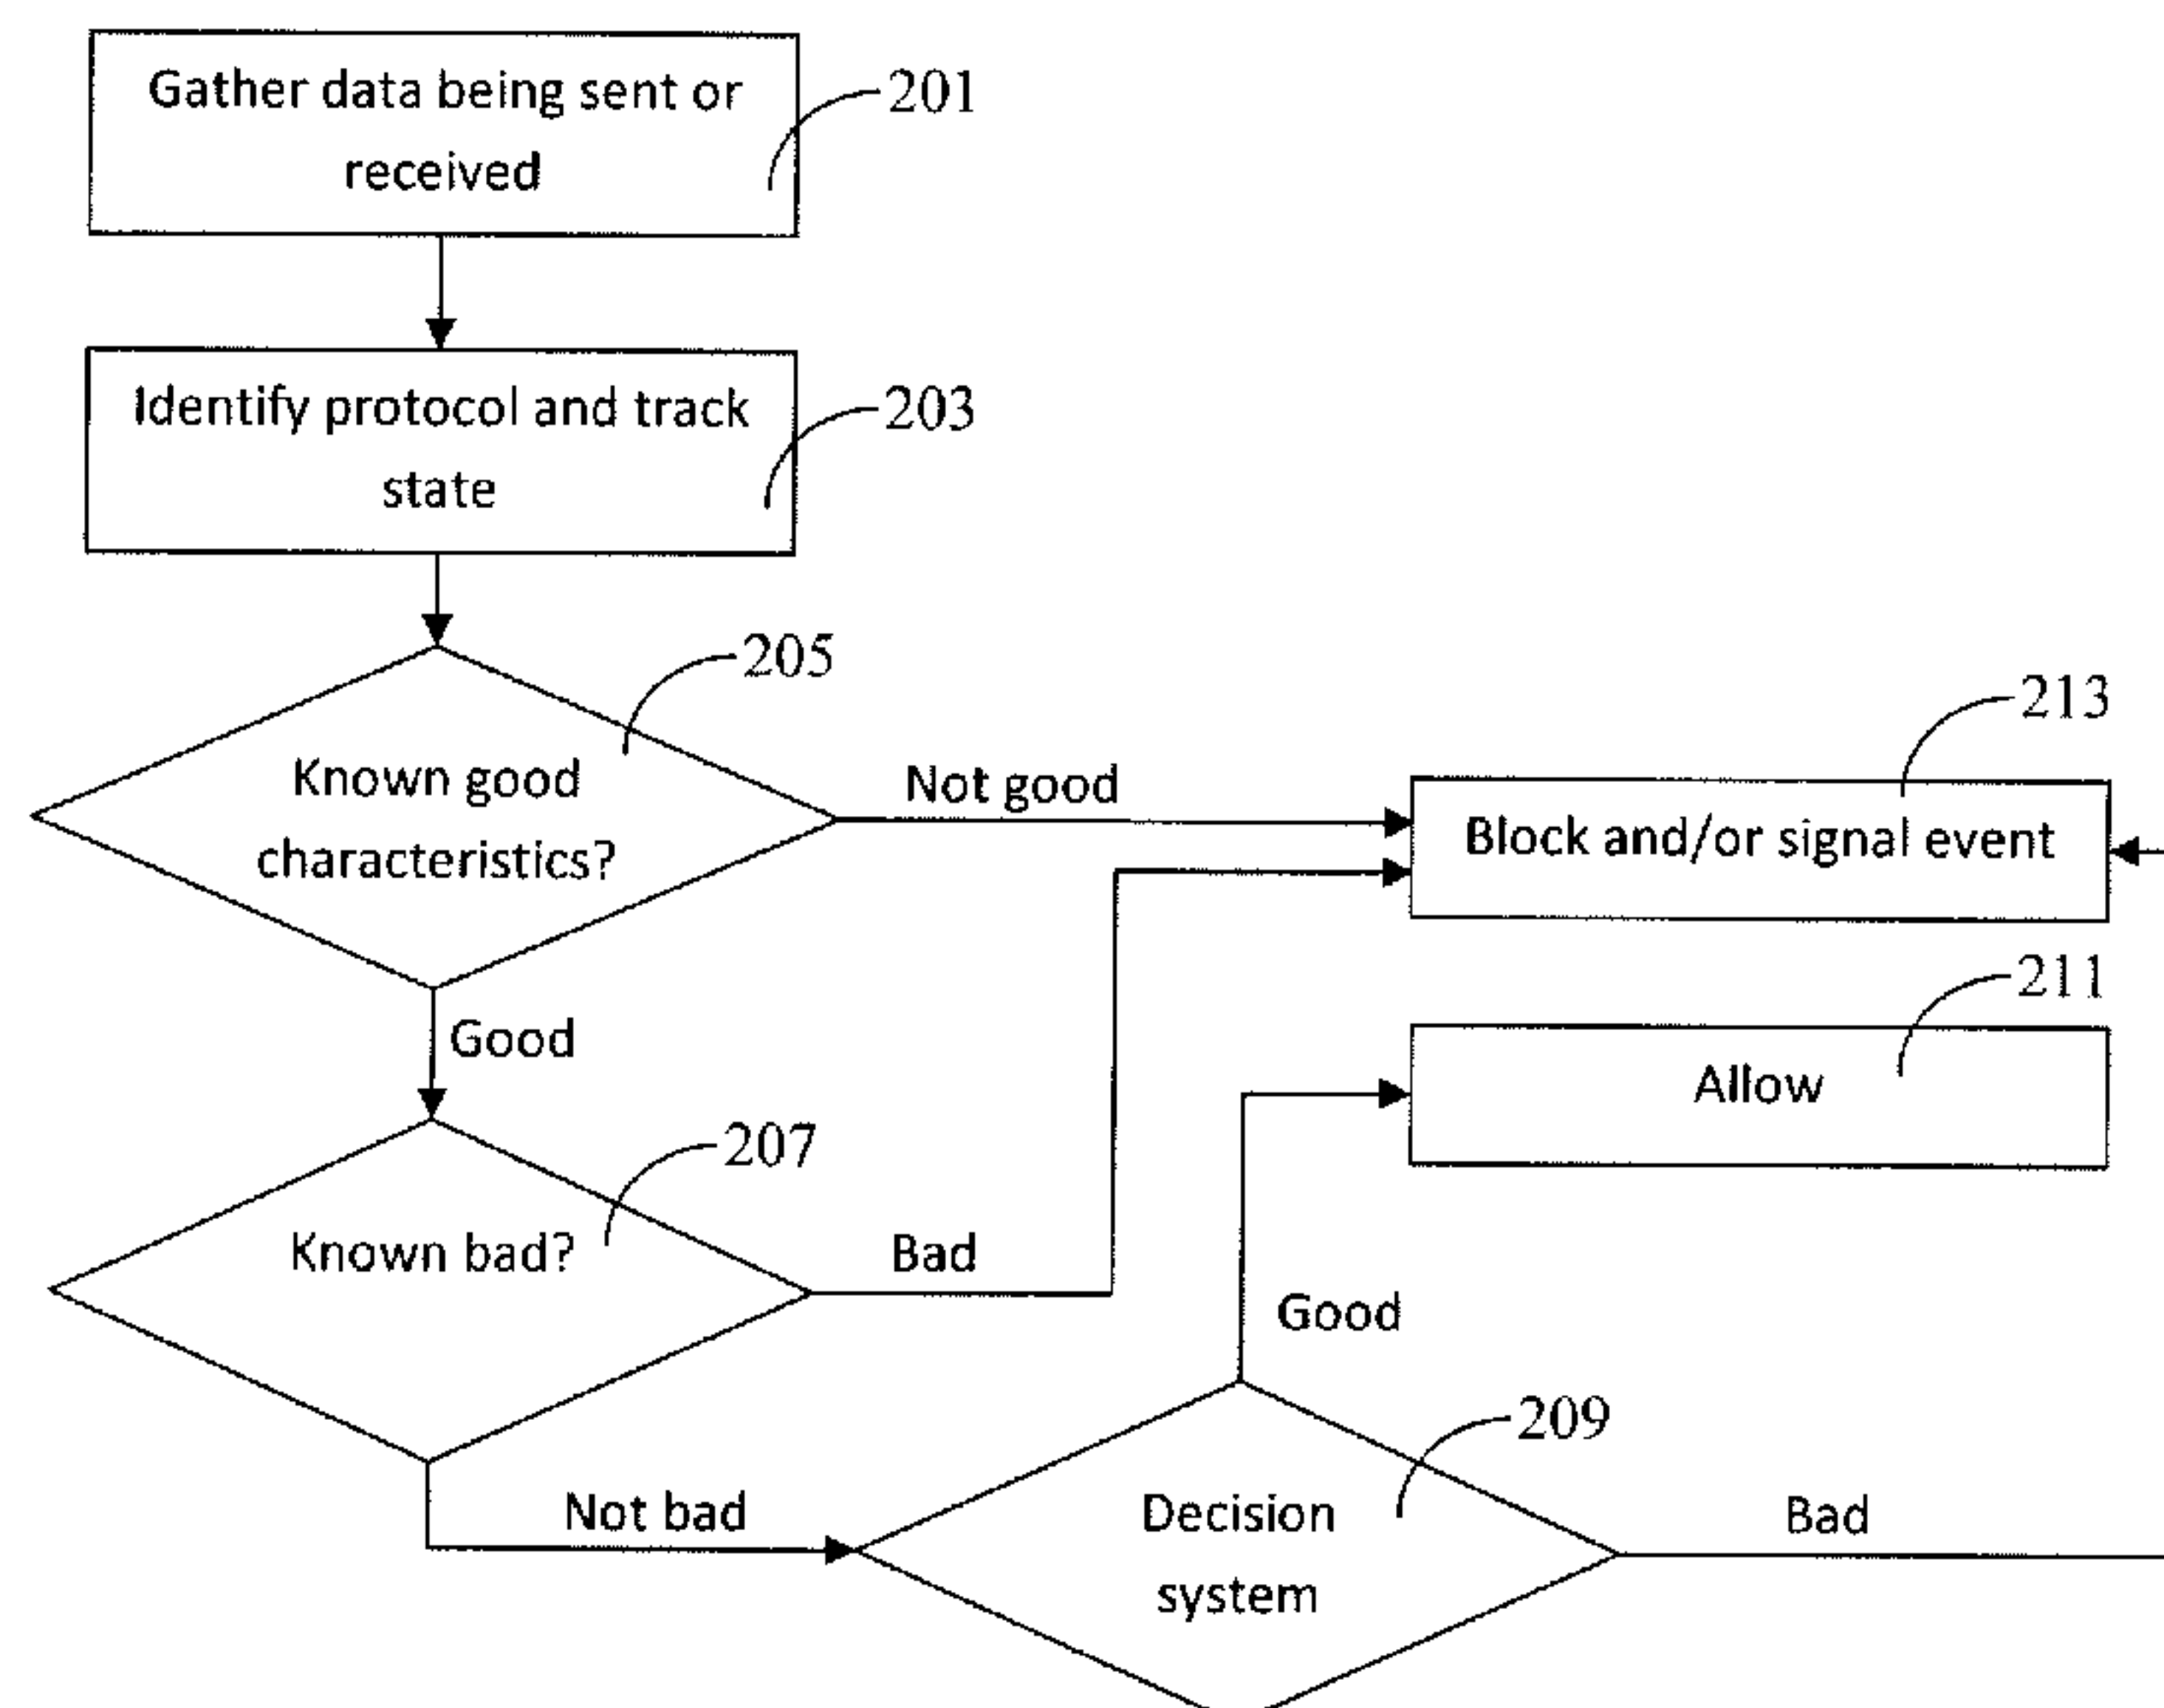 Gather data being sent or
received
201
Identify protocol and track
state
203
205
Known good
characteristics?
Not good
213
Block and/or signal event
211
Allow
Good
207
Known bad?
Bad
Good
209
Not bad
Decision
system
Bad